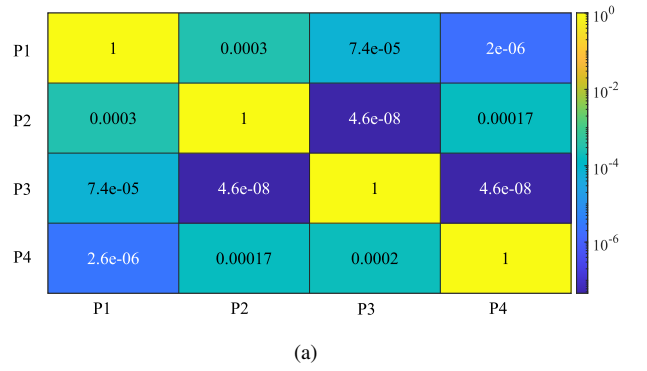 P1 1 0.0003 7.4e-05 2e-06
P2 0.0003 1 4.6e-08 0.00017
P3 7.4e-05 4.6e-08 1 4.6e-08
P4 2.6e-06 0.00017 0.0002 1
P1 P2 P3 P4
10^0
10^-2
10^-4
10^-6
(a)